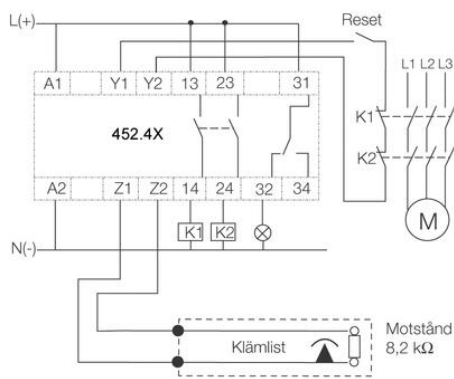 L(+)
Reset
A1 Y1 Y2 13 23 31
L1 L2 L3
K1
452.4X
K2
A2 Z1 Z2 14 24 32 34
K1 K2
M
N(-)
Klämlist
Motstånd
8,2 kΩ